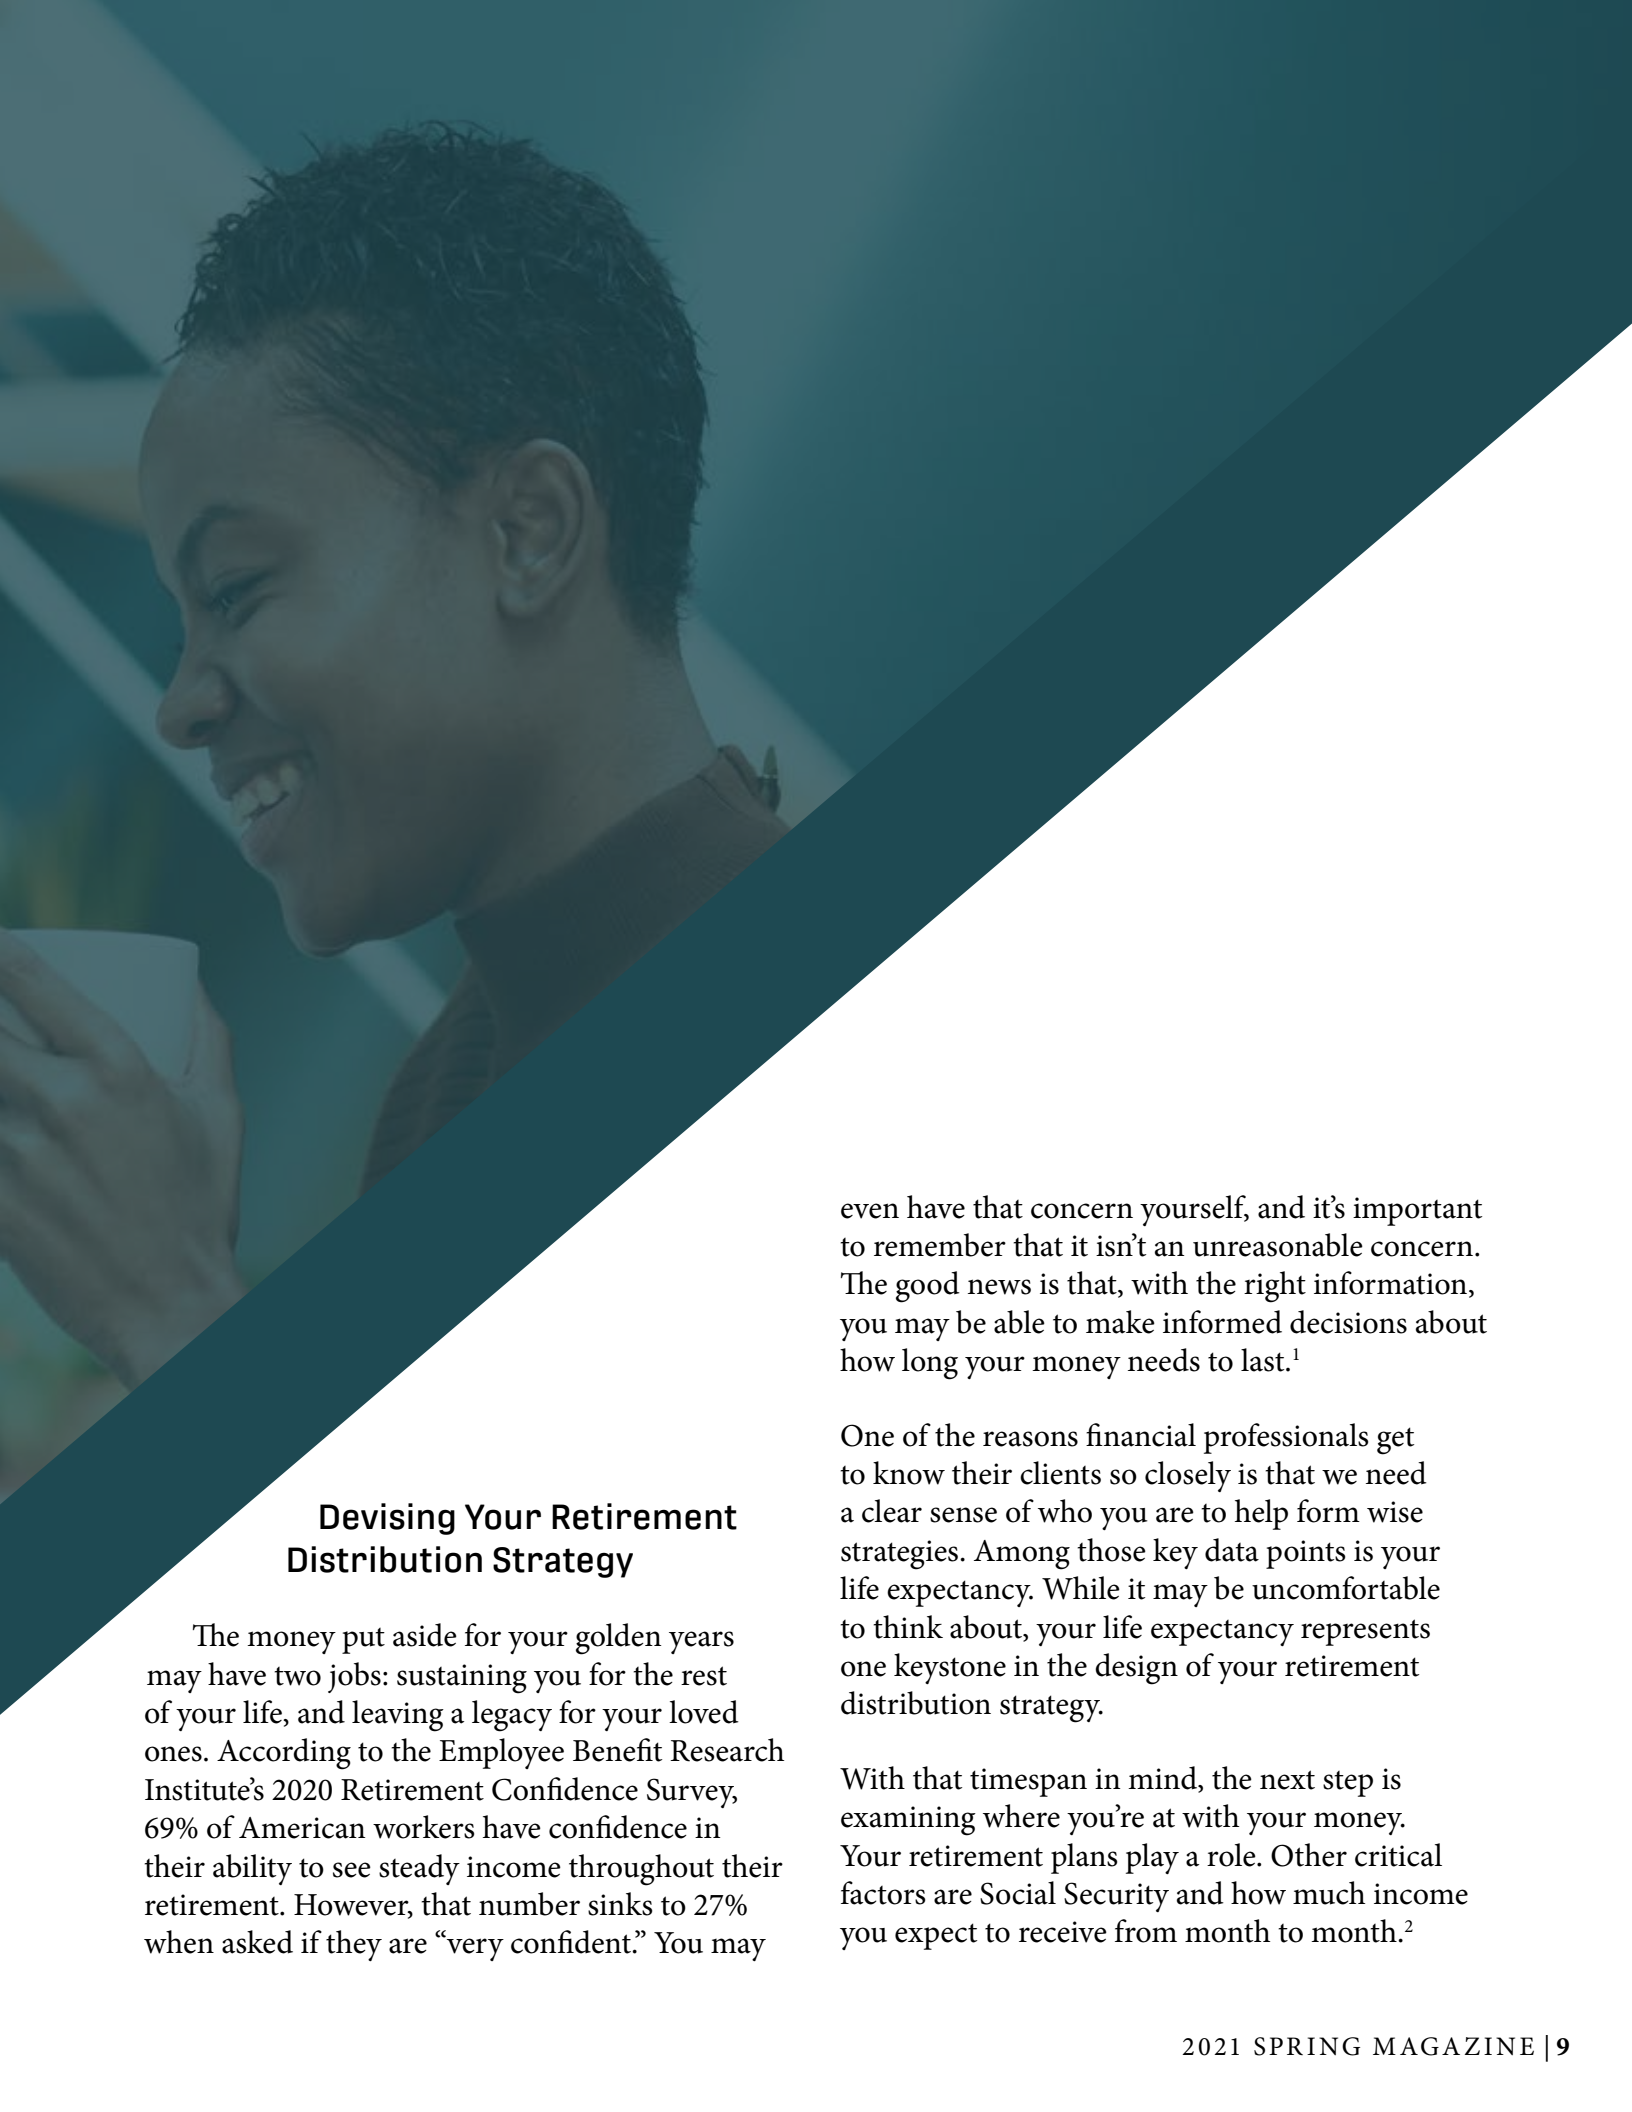 Devising Your Retirement
Distribution Strategy
The money put aside for your golden years
may have two jobs: sustaining you for the rest
of your life, and leaving a legacy for your loved
ones. According to the Employee Benefit Research
Institute’s 2020 Retirement Confidence Survey,
69% of American workers have confidence in
their ability to see steady income throughout their
retirement. However, that number sinks to 27%
when asked if they are “very confident.” You may
even have that concern yourself, and it’s important
to remember that it isn’t an unreasonable concern.
The good news is that, with the right information,
you may be able to make informed decisions about
how long your money needs to last.¹
One of the reasons financial professionals get
to know their clients so closely is that we need
a clear sense of who you are to help form wise
strategies. Among those key data points is your
life expectancy. While it may be uncomfortable
to think about, your life expectancy represents
one keystone in the design of your retirement
distribution strategy.
With that timespan in mind, the next step is
examining where you’re at with your money.
Your retirement plans play a role. Other critical
factors are Social Security and how much income
you expect to receive from month to month.²
2021 SPRING MAGAZINE | 9